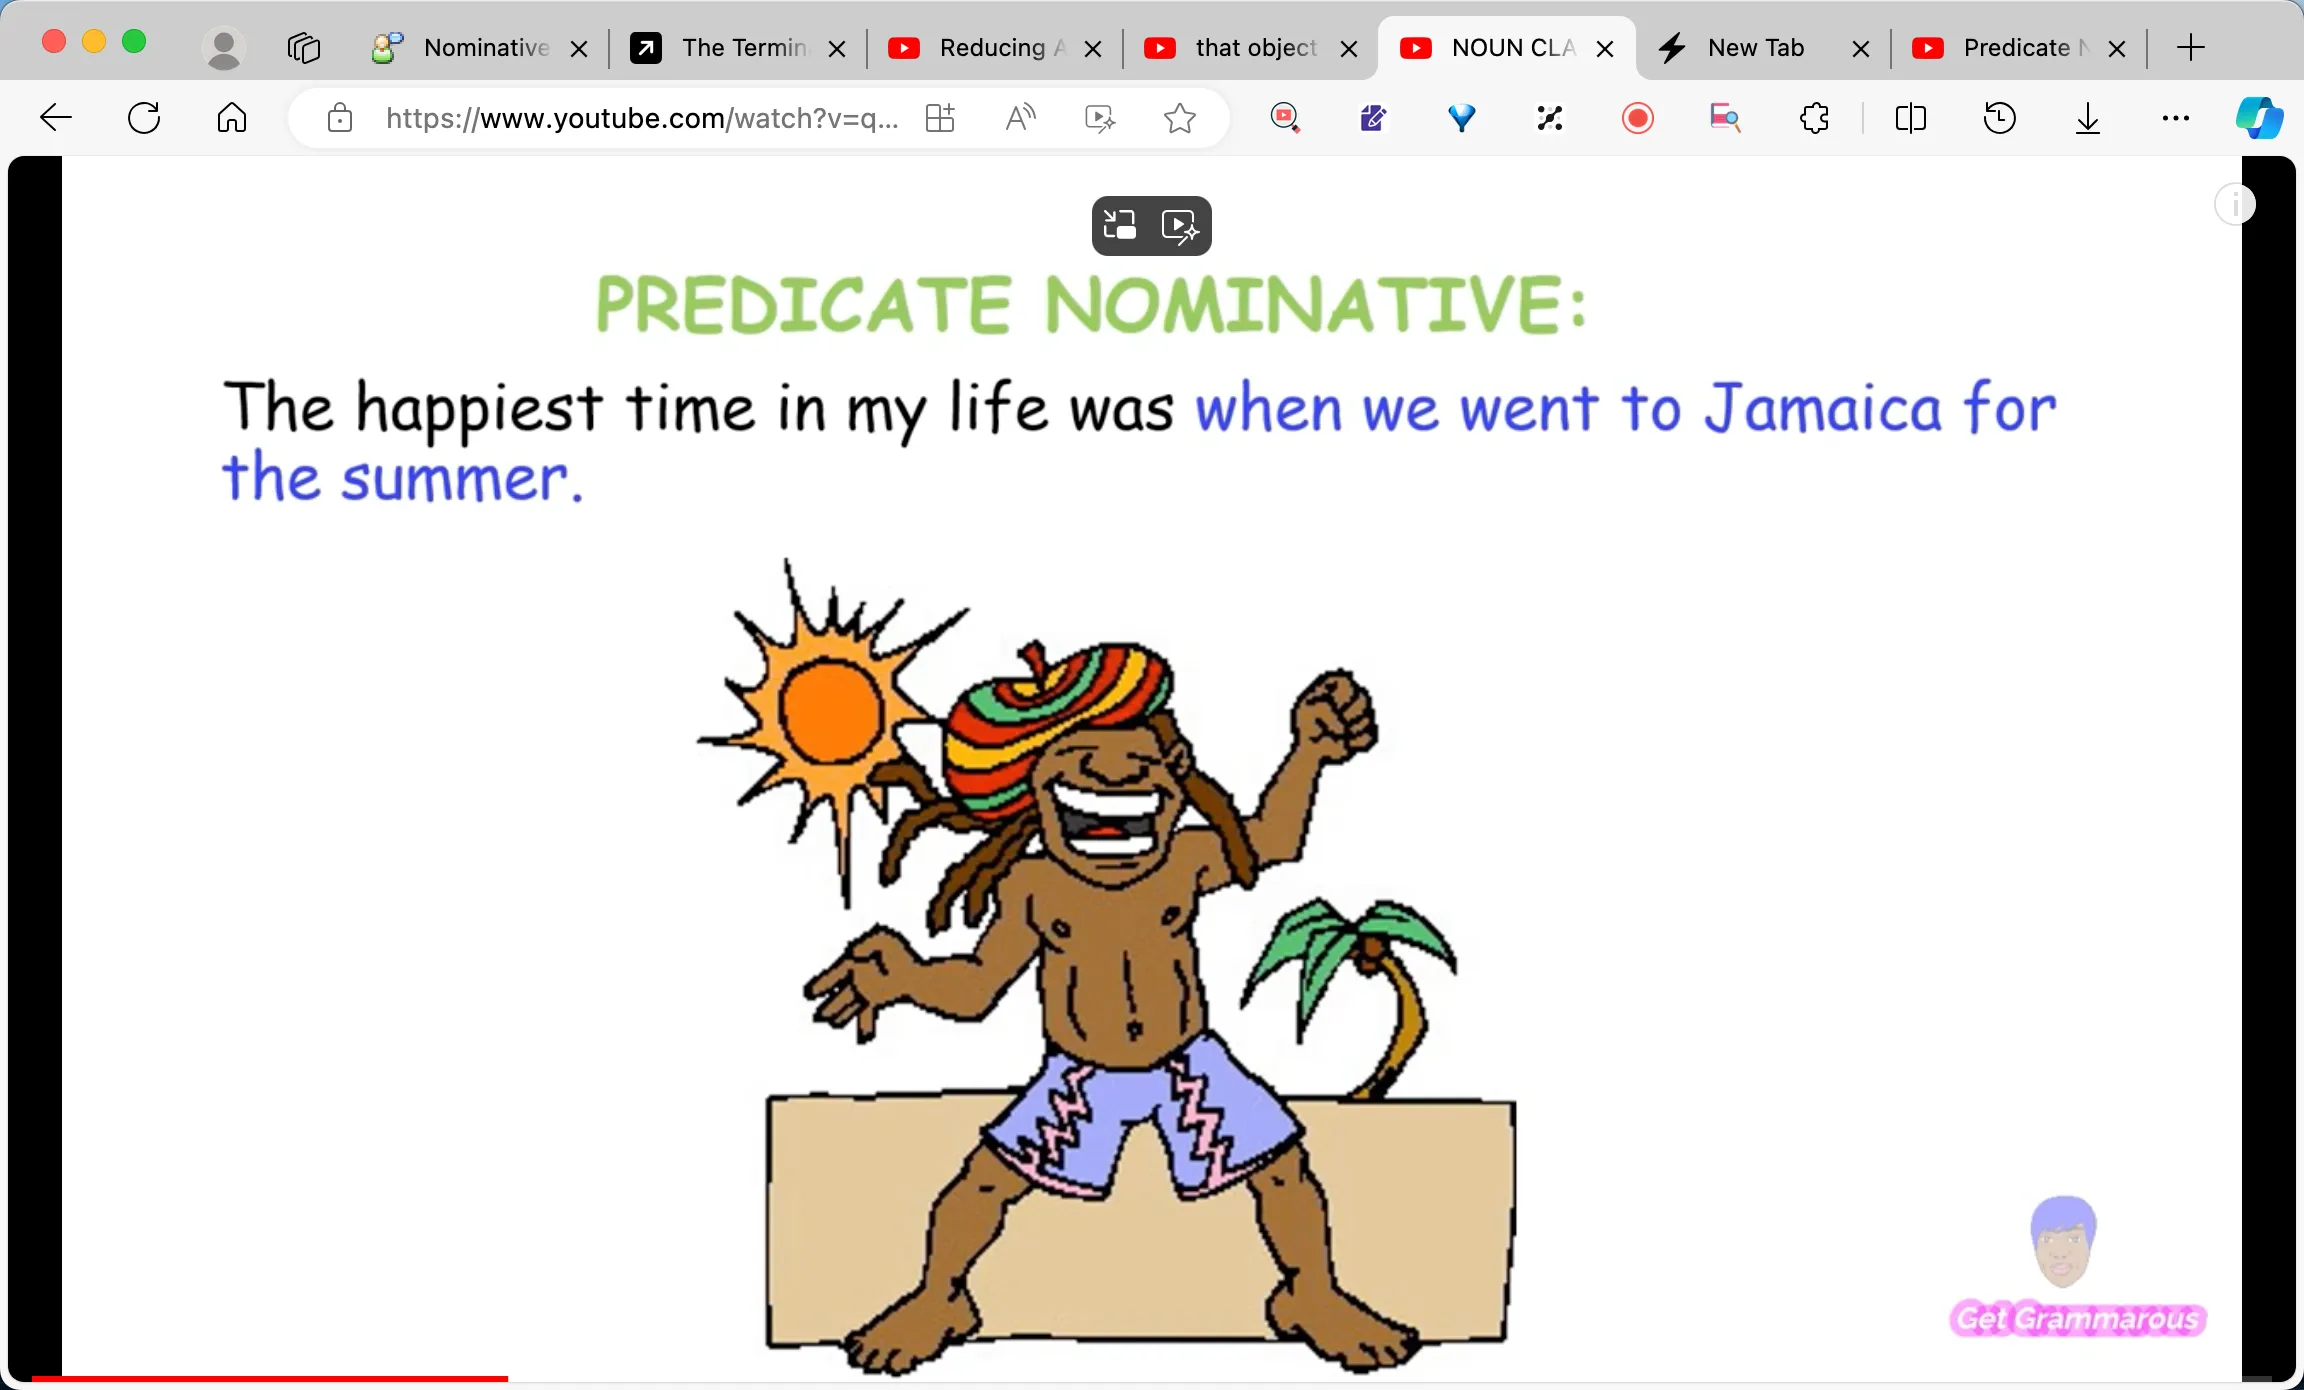 Nominative
The Termin
Reducing A
that object
NOUN CLA
New Tab
Predicate N
https://www.youtube.com/watch?v=q...
PREDICATE NOMINATIVE:
The happiest time in my life was when we went to Jamaica for
the summer.
Get Grammarous